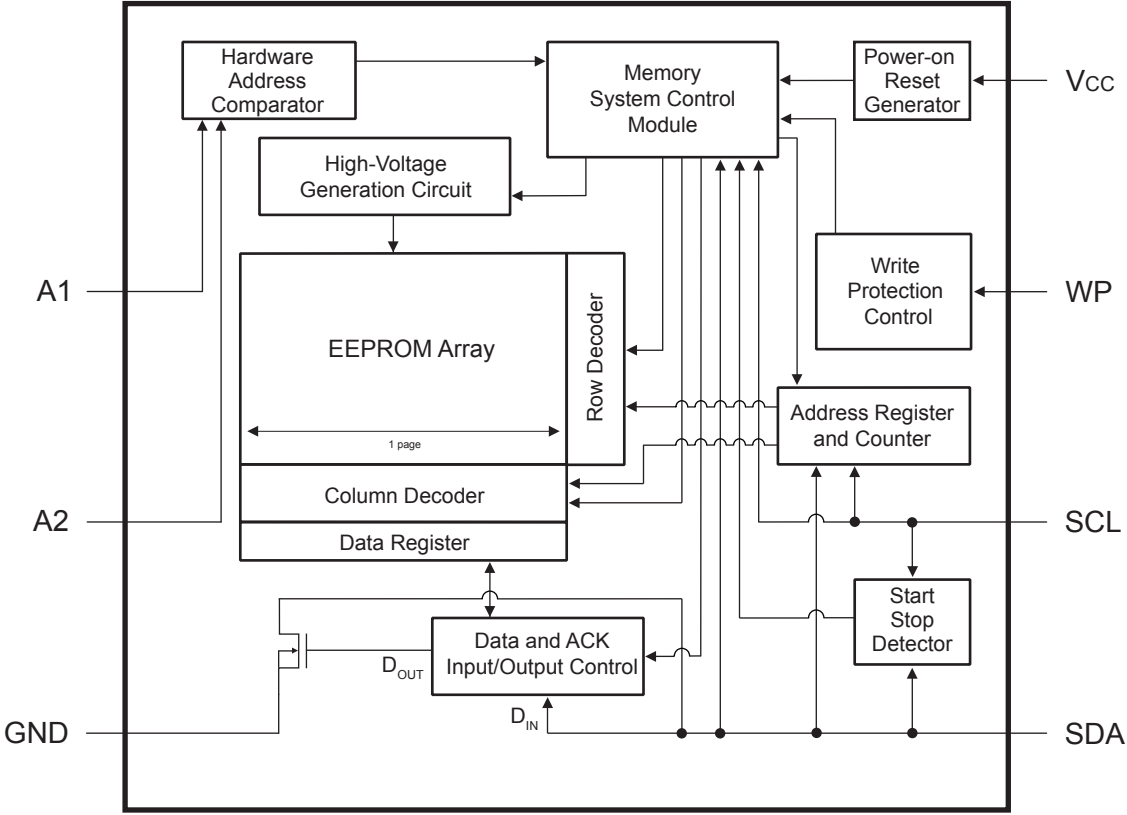 Hardware
Address
Comparator
Memory
System Control
Module
Power-on
Reset
Generator
VCC
High-Voltage
Generation Circuit
A1
EEPROM Array
Row Decoder
Write
Protection
Control
WP
1 page
Address Register
and Counter
Column Decoder
A2
SCL
Data Register
Start
Stop
Detector
Data and ACK
Input/Output Control
DOUT
DIN
GND
SDA